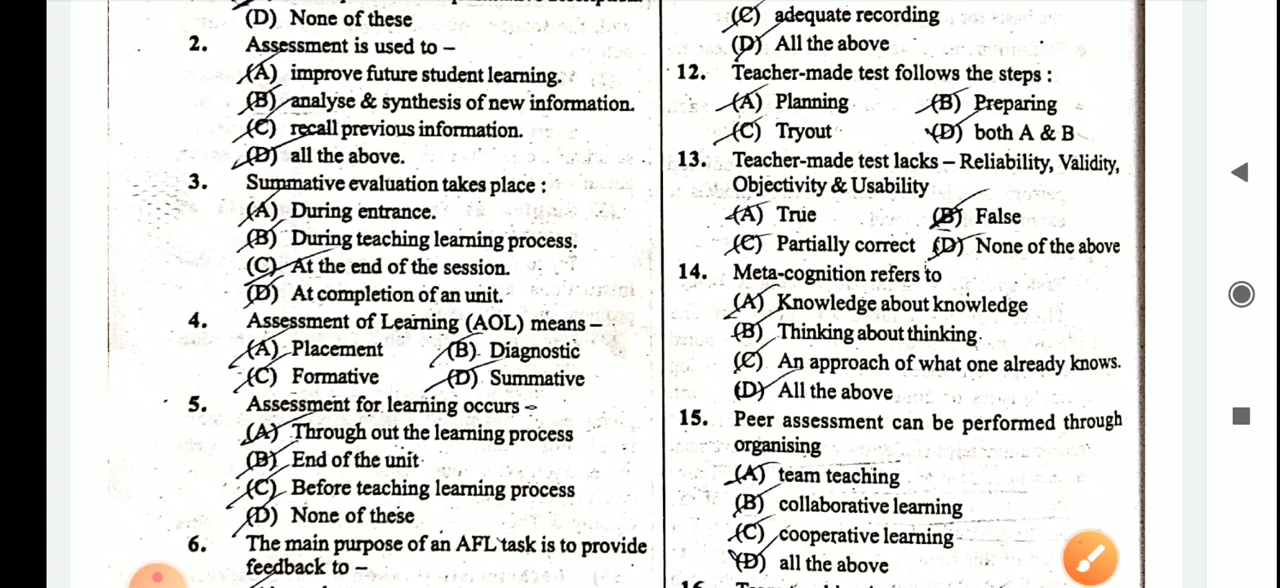 (D) None of these
2. Assessment is used to –
(A) improve future student learning.
(B) analyse & synthesis of new information.
(C) recall previous information.
(D) all the above.
3. Summative evaluation takes place :
(A) During entrance.
(B) During teaching learning process.
(C) At the end of the session.
(D) At completion of an unit.
4. Assessment of Learning (AOL) means –
(A) Placement (B) Diagnostic
(C) Formative (D) Summative
5. Assessment for learning occurs –
(A) Through out the learning process
(B) End of the unit
(C) Before teaching learning process
(D) None of these
6. The main purpose of an AFL task is to provide
feedback to –
(C) adequate recording
(D) All the above
12. Teacher-made test follows the steps :
(A) Planning (B) Preparing
(C) Tryout (D) both A & B
13. Teacher-made test lacks – Reliability, Validity,
Objectivity & Usability
(A) True (B) False
(C) Partially correct (D) None of the above
14. Meta-cognition refers to
(A) Knowledge about knowledge
(B) Thinking about thinking
(C) An approach of what one already knows.
(D) All the above
15. Peer assessment can be performed through
organising
(A) team teaching
(B) collaborative learning
(C) cooperative learning
(D) all the above